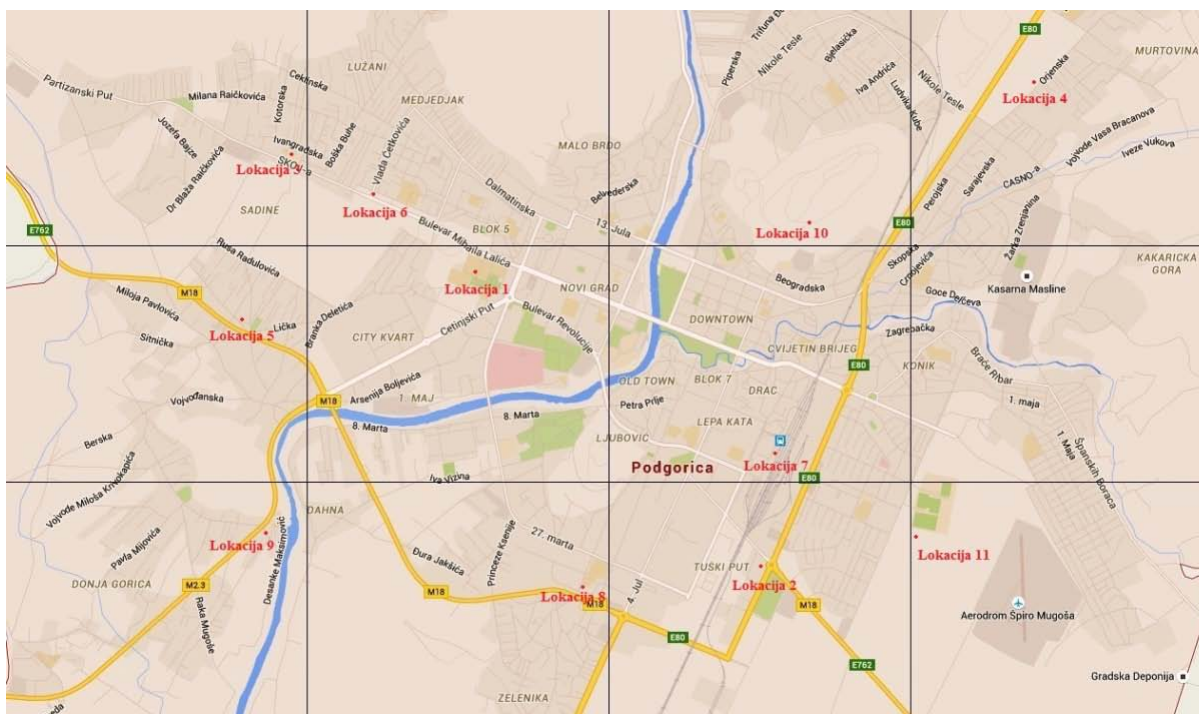 E80
Trifuna Đu
Piperska
Nikole Tesle
Bjelasička
Iva Andrića
Ludvika Kube
Nikole Tesle
E80
MURTOVINA
Orjenska
Lokacija 4
LUŽANI
Ceklinska
Partizanski Put
Milana Raičkovića
Kotorska
MEDJEDJAK
Jozefa Bajze
Ivangradska
Boška Buhe
Vlada Ćetkovića
SKOJ-a
Lokacija 3
MALO BRDO
Vojvode Vasa Bracanova
Iveze Vukova
Dr Blaža Raičkovića
SADINE
Lokacija 6
Dalmatinska
Belvederska
Perojska
Sarajevska
CASNO-a
Žarka Zrenjanina
E762
BLOK 5
13. Jula
Lokacija 10
E80
Bulevar Mihaila Lalića
Rusa Radulovića
Skopska
Crnojevića
KAKARICKA GORA
M18
Lokacija 1
NOVI GRAD
Beogradska
Kasarna Masline
Goce Delčeva
Miloja Pavlovića
Lička
Lokacija 5
Sitnička
Branka Deletića
CITY KVART
Cetinjski Put
Bulevar Revolucije
DOWNTOWN
Zagrebačka
CVIJETIN BRIJEG
E80
KONIK
Braće Ribar
Vojvođanska
M18
Arsenija Boljevića
1. MAJ
OLD TOWN
BLOK 7
DRAC
8. Marta
8. Marta
Petra Prlje
1. maja
Berska
LJUBOVIĆ
LEPA KATA
1. Maja
Španskih Boraca
Podgorica
Lokacija 7
Vojvode Miloša Krivokapića
Iva Vizina
E80
DAHNA
Pavla Mijovića
Lokacija 9
Desanke Maksimović
Princeze Ksenije
27. marta
Lokacija 11
Đura Jakšića
DONJA GORICA
M2.3
Raka Mugoše
M18
Lokacija 8
M18
4. Jul
TUŠKI PUT
Lokacija 2
M18
Aerodrom Špiro Mugoša
E80
E762
Gradska Deponija
ZELENIKA
eda